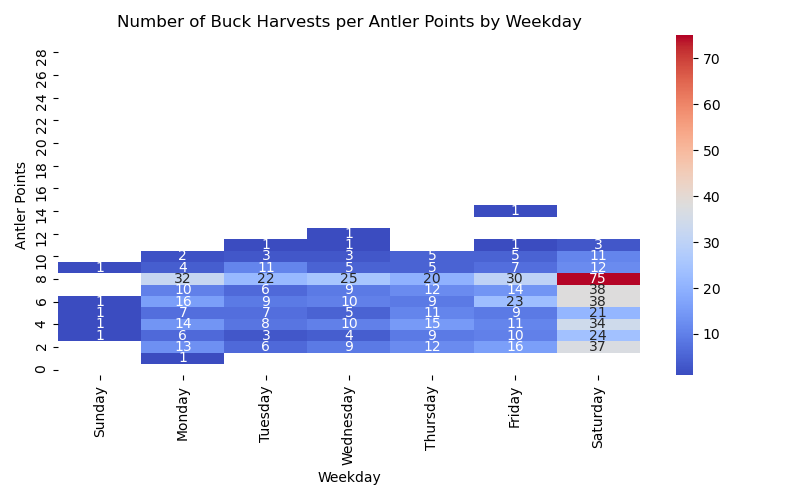 Number of Buck Harvests per Antler Points by Weekday
Antler Points
28
26
24
22
20
18
16
14
12
10
8
6
4
2
0
1
1
1 1 1 3
2 3 3 5 5 11
1 4 11 5 5 7 12
32 22 25 20 30 75
10 6 9 12 14 38
1 16 9 10 9 23 38
1 7 7 5 11 9 21
1 14 8 10 15 11 34
1 6 3 4 9 10 24
13 6 9 12 16 37
1
Sunday Monday Tuesday Wednesday Thursday Friday Saturday
Weekday
70
60
50
40
30
20
10